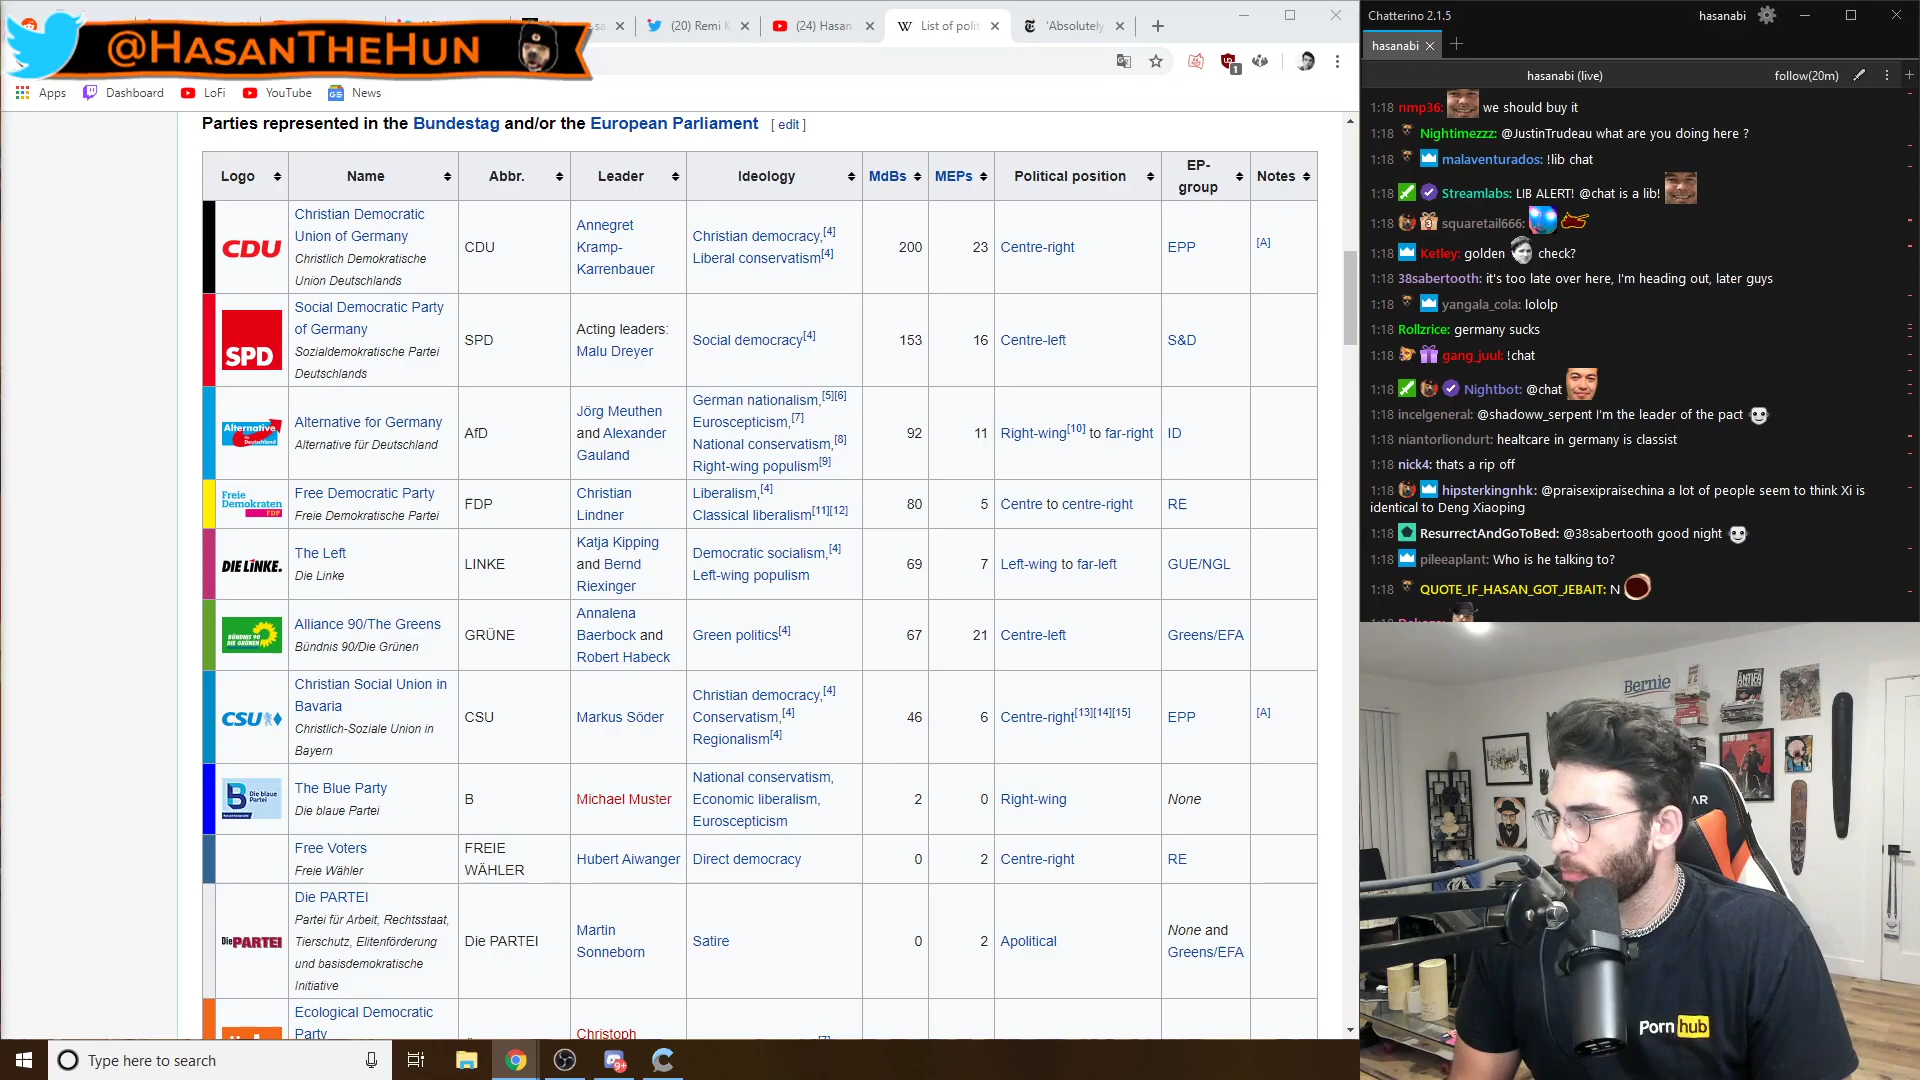 @HasanTheHun
(20) Remi K
(24) Hasan
List of polit
'Absolutely
Apps
Dashboard
LoFi
YouTube
News
Parties represented in the Bundestag and/or the European Parliament [ edit ]
Logo Name Abbr. Leader Ideology MdBs MEPs Political position EP-group Notes
CDU
Christian Democratic
Union of Germany
Christlich Demokratische
Union Deutschlands
CDU
Annegret
Kramp-
Karrenbauer
Christian democracy,[4]
Liberal conservatism[4]
200
23
Centre-right
EPP
[A]
SPD
Social Democratic Party
of Germany
Sozialdemokratische Partei
Deutschlands
SPD
Acting leaders:
Malu Dreyer
Social democracy[4]
153
16
Centre-left
S&D
Alternative
für Deutschland
Alternative for Germany
Alternative für Deutschland
AfD
Jörg Meuthen
and Alexander
Gauland
German nationalism,[5][6]
Euroscepticism,[7]
National conservatism,[8]
Right-wing populism[9]
92
11
Right-wing[10] to far-right
ID
Freie
Demokraten
FDP
Free Democratic Party
Freie Demokratische Partei
FDP
Christian
Lindner
Liberalism,[4]
Classical liberalism[11][12]
80
5
Centre to centre-right
RE
DIE LiNKE.
The Left
Die Linke
LINKE
Katja Kipping
and Bernd
Riexinger
Democratic socialism,[4]
Left-wing populism
69
7
Left-wing to far-left
GUE/NGL
BÜNDNIS 90
DIE GRÜNEN
Alliance 90/The Greens
Bündnis 90/Die Grünen
GRÜNE
Annalena
Baerbock and
Robert Habeck
Green politics[4]
67
21
Centre-left
Greens/EFA
CSU
Christian Social Union in
Bavaria
Christlich-Soziale Union in
Bayern
CSU
Markus Söder
Christian democracy,[4]
Conservatism,[4]
Regionalism[4]
46
6
Centre-right[13][14][15]
EPP
[A]
B Die blaue
Partei
The Blue Party
Die blaue Partei
B
Michael Muster
National conservatism,
Economic liberalism,
Euroscepticism
2
0
Right-wing
None
Free Voters
Freie Wähler
FREIE
WÄHLER
Hubert Aiwanger
Direct democracy
0
2
Centre-right
RE
Die PARTEI
Die PARTEI
Partei für Arbeit, Rechtsstaat,
Tierschutz, Elitenförderung
und basisdemokratische
Initiative
Die PARTEI
Martin
Sonneborn
Satire
0
2
Apolitical
None and
Greens/EFA
Ecological Democratic
Party
Christoph
Type here to search
Chatterino 2.1.5
hasanabi
hasanabi
hasanabi (live)
follow(20m)
1:18 nmp36: we should buy it
1:18 Nightimezzz: @JustinTrudeau what are you doing here ?
1:18 malaventurados: !lib chat
1:18 Streamlabs: LIB ALERT! @chat is a lib!
1:18 squaretail666:
1:18 Ketley: golden check?
1:18 38sabertooth: it's too late over here, I'm heading out, later guys
1:18 yangala_cola: lololp
1:18 Rollzrice: germany sucks
1:18 gang_juul: !chat
1:18 Nightbot: @chat
1:18 incelgeneral: @shadoww_serpent I'm the leader of the pact
1:18 niantorliondurt: healtcare in germany is classist
1:18 nick4: thats a rip off
1:18 hipsterkingnhk: @praisexipraisechina a lot of people seem to think Xi is
identical to Deng Xiaoping
1:18 ResurrectAndGoToBed: @38sabertooth good night
1:18 pileeaplant: Who is he talking to?
1:18 QUOTE_IF_HASAN_GOT_JEBAIT: N
Bernie
ANTIFA
AR
Porn hub